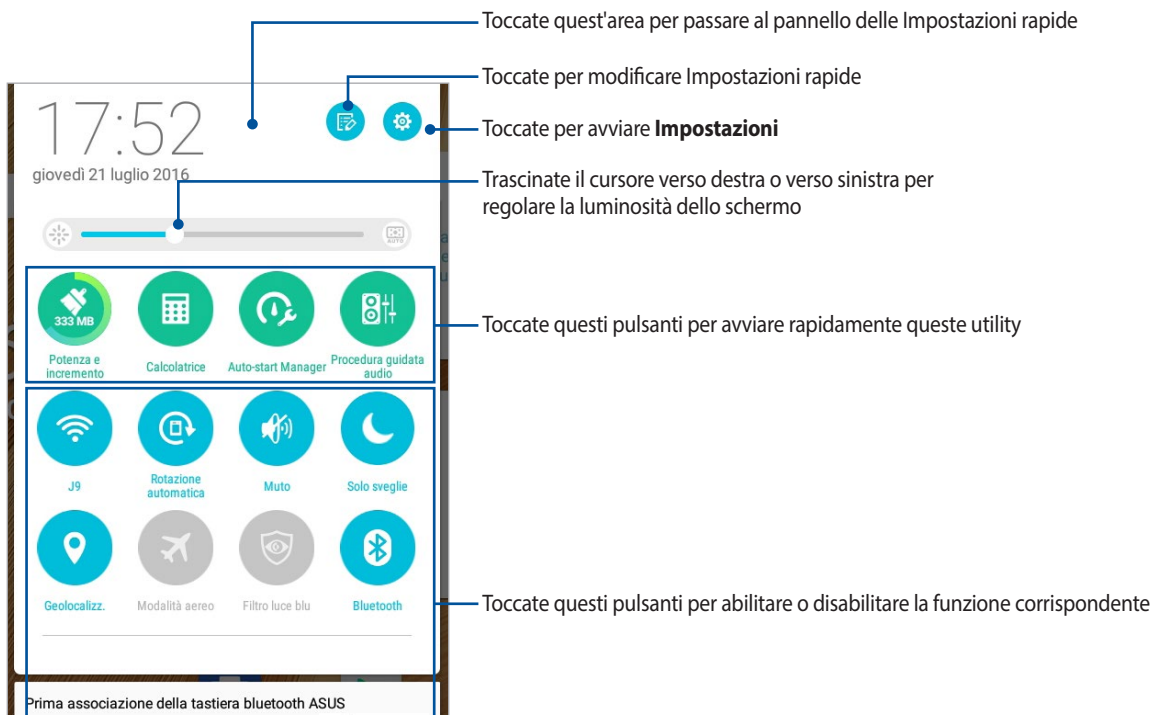 Toccate quest'area per passare al pannello delle Impostazioni rapide
Toccate per modificare Impostazioni rapide
Toccate per avviare Impostazioni
Trascinate il cursore verso destra o verso sinistra per
regolare la luminosità dello schermo
17:52
giovedì 21 luglio 2016
AUTO
333 MB
Potenza e
incremento
Calcolatrice
Auto-start Manager
Procedura guidata
audio
Toccate questi pulsanti per avviare rapidamente queste utility
J9
Rotazione
automatica
Muto
Solo sveglie
Geolocalizz.
Modalità aereo
Filtro luce blu
Bluetooth
Toccate questi pulsanti per abilitare o disabilitare la funzione corrispondente
Prima associazione della tastiera bluetooth ASUS